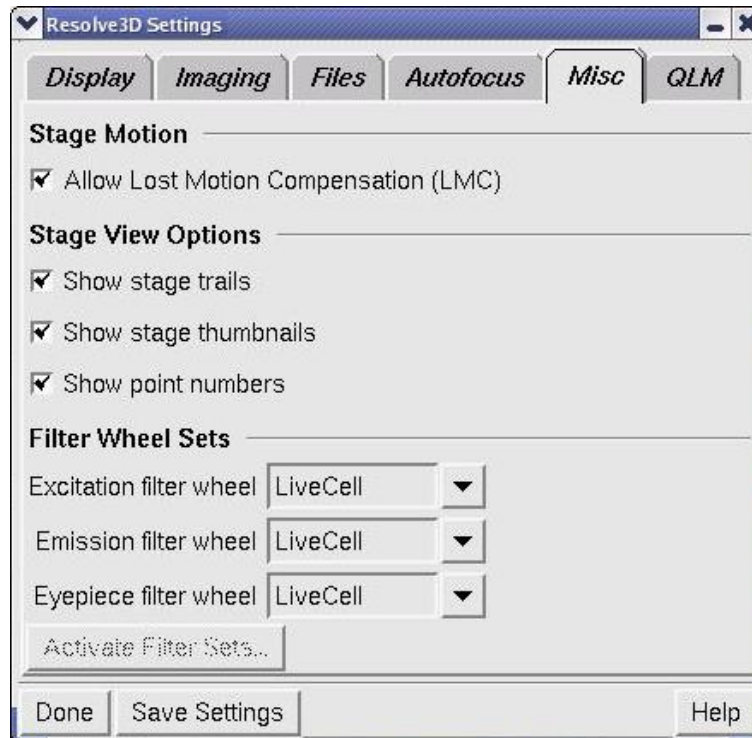 Resolve3D Settings
Display Imaging Files Autofocus Misc QLM
Stage Motion
Allow Lost Motion Compensation (LMC)
Stage View Options
Show stage trails
Show stage thumbnails
Show point numbers
Filter Wheel Sets
Excitation filter wheel LiveCell
Emission filter wheel LiveCell
Eyepiece filter wheel LiveCell
Activate Filter Sets...
Done Save Settings Help